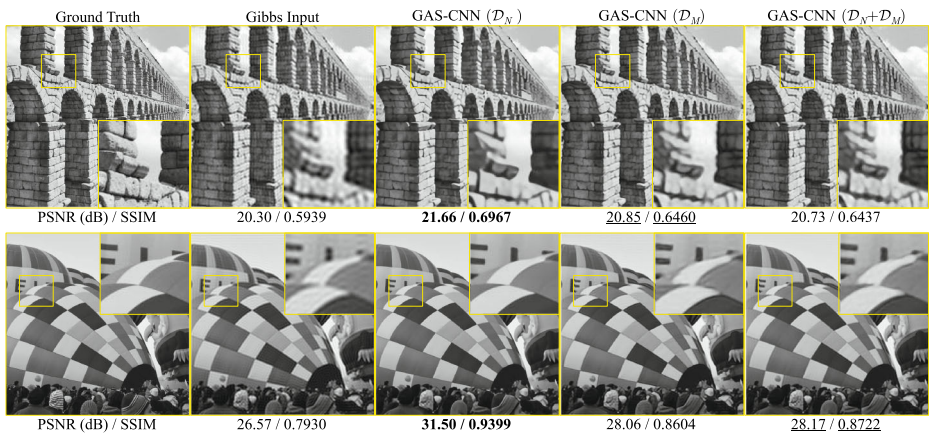 Ground Truth Gibbs Input GAS-CNN (𝒟N) GAS-CNN (𝒟M) GAS-CNN (𝒟N+𝒟M)
PSNR (dB) / SSIM 20.30 / 0.5939 21.66 / 0.6967 20.85 / 0.6460 20.73 / 0.6437
PSNR (dB) / SSIM 26.57 / 0.7930 31.50 / 0.9399 28.06 / 0.8604 28.17 / 0.8722